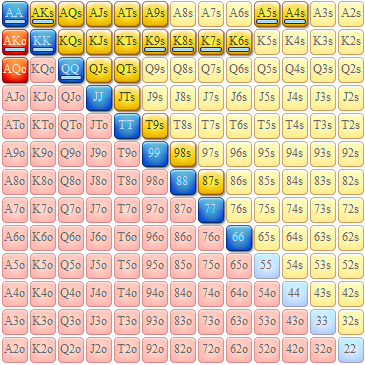 AA AKs AQs AJs ATs A9s A8s A7s A6s A5s A4s A3s A2s
AKo KK KQs KJs KTs K9s K8s K7s K6s K5s K4s K3s K2s
AQo KQo QQ QJs QTs Q9s Q8s Q7s Q6s Q5s Q4s Q3s Q2s
AJo KJo QJo JJ JTs J9s J8s J7s J6s J5s J4s J3s J2s
ATo KTo QTo JTo TT T9s T8s T7s T6s T5s T4s T3s T2s
A9o K9o Q9o J9o T9o 99 98s 97s 96s 95s 94s 93s 92s
A8o K8o Q8o J8o T8o 98o 88 87s 86s 85s 84s 83s 82s
A7o K7o Q7o J7o T7o 97o 87o 77 76s 75s 74s 73s 72s
A6o K6o Q6o J6o T6o 96o 86o 76o 66 65s 64s 63s 62s
A5o K5o Q5o J5o T5o 95o 85o 75o 65o 55 54s 53s 52s
A4o K4o Q4o J4o T4o 94o 84o 74o 64o 54o 44 43s 42s
A3o K3o Q3o J3o T3o 93o 83o 73o 63o 53o 43o 33 32s
A2o K2o Q2o J2o T2o 92o 82o 72o 62o 52o 42o 32o 22